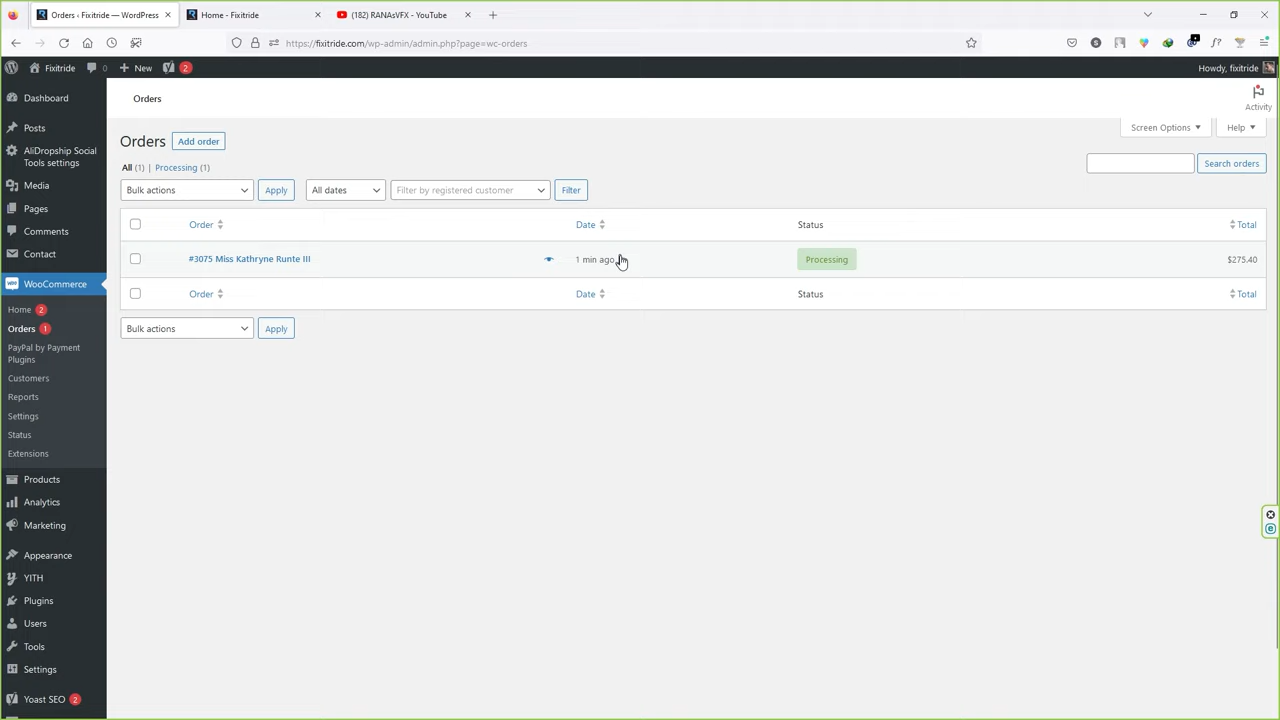 Orders ‹ Fixitride — WordPress
Home - Fixitride
(182) RANAsVFX - YouTube
https://fixitride.com/wp-admin/admin.php?page=wc-orders
Fixitride
0
New
2
Howdy, fixitride
Dashboard
Posts
AliDropship Social
Tools settings
Media
Pages
Comments
Contact
WooCommerce
Home 2
Orders 1
PayPal by Payment
Plugins
Customers
Reports
Settings
Status
Extensions
Products
Analytics
Marketing
Appearance
YITH
Plugins
Users
Tools
Settings
Yoast SEO 2
Orders
Activity
Screen Options
Help
Orders
Add order
All (1) | Processing (1)
Search orders
Bulk actions
Apply
All dates
Filter by registered customer
Filter
Order
Date
Status
Total
#3075 Miss Kathryne Runte III
1 min ago
Processing
$275.40
Order
Date
Status
Total
Bulk actions
Apply